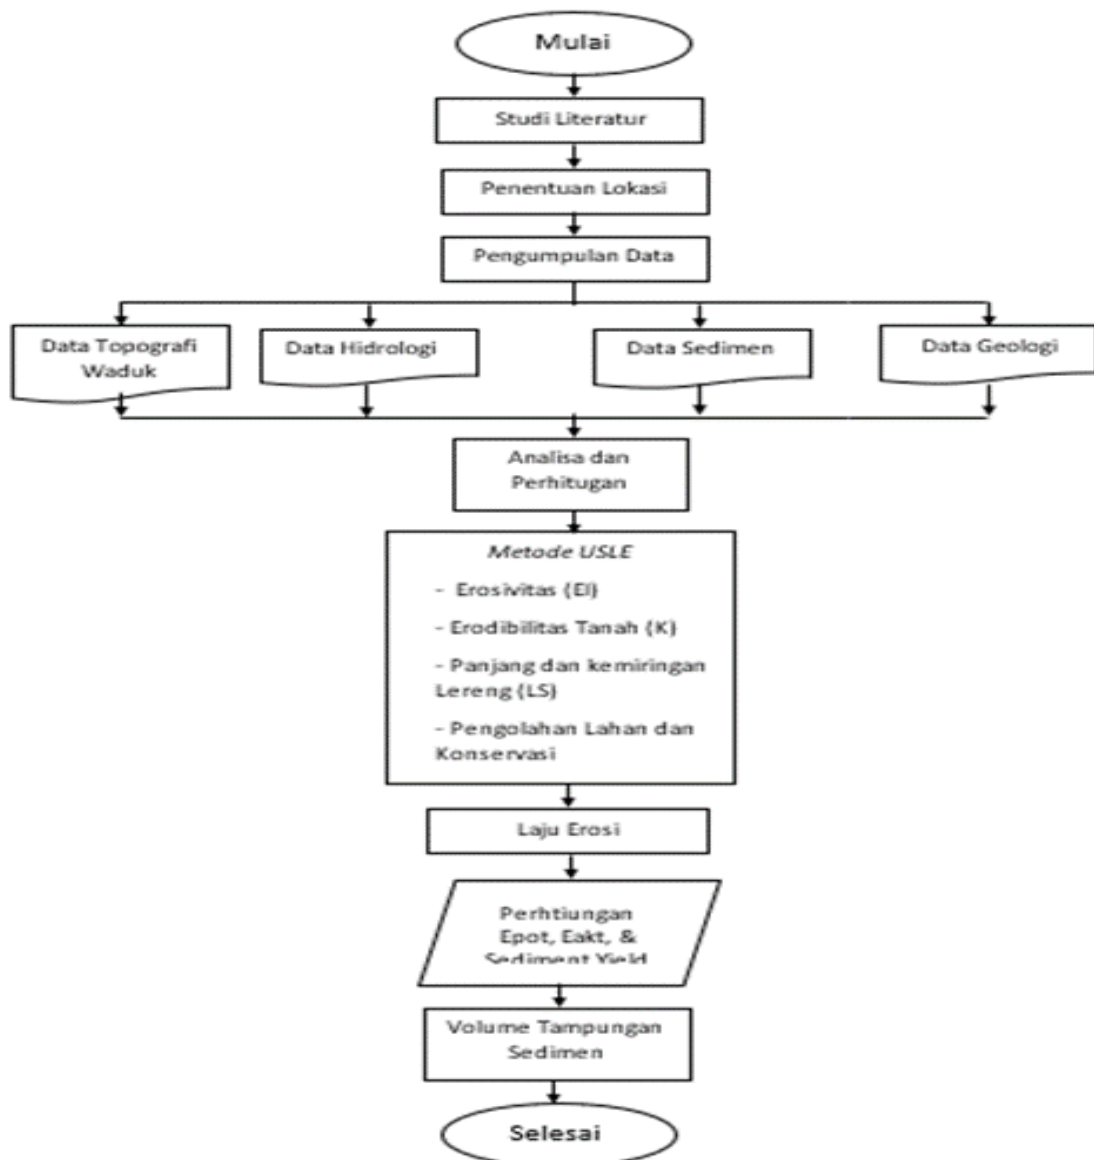 Mulai
Studi Literatur
Penentuan Lokasi
Pengumpulan Data
Data Topografi
Waduk
Data Hidrologi
Data Sedimen
Data Geologi
Analisa dan
Perhitugan
Metode USLE
- Erosivitas (EI)
- Erodibilitas Tanah (K)
- Panjang dan kemiringan
Lereng (LS)
- Pengolahan Lahan dan
Konservasi
Laju Erosi
Perhtiungan
Epot, Eakt, &
Sediment Yield
Volume Tampungan
Sedimen
Selesai